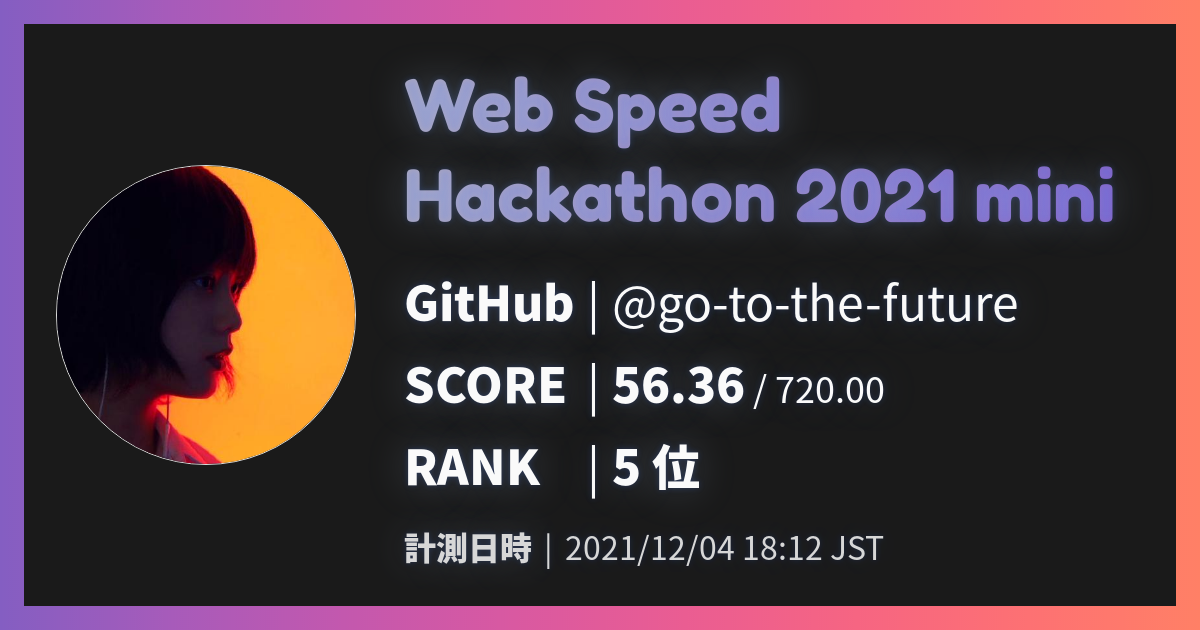 Web Speed
Hackathon 2021 mini
GitHub | @go-to-the-future
SCORE | 56.36 / 720.00
RANK | 5 位
計測日時 | 2021/12/04 18:12 JST